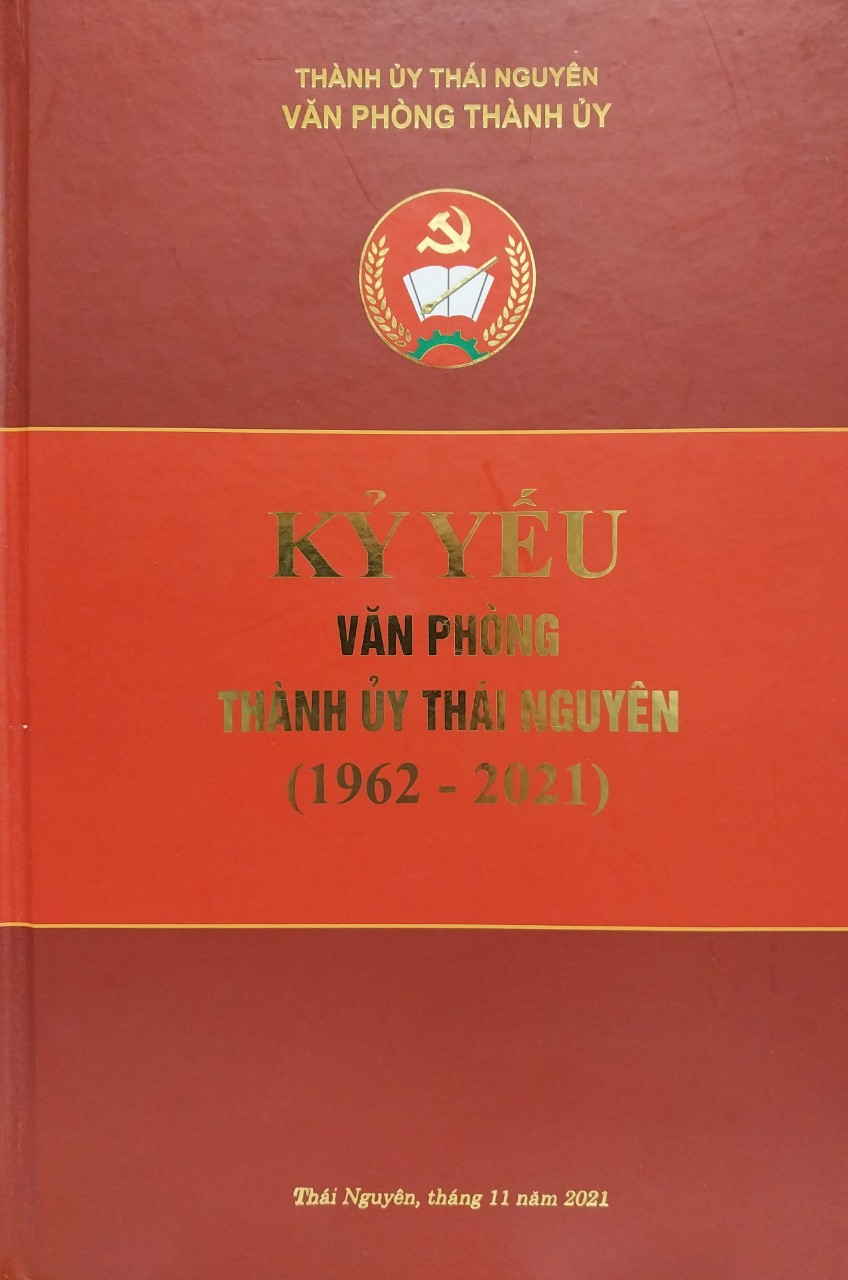 THÀNH ỦY THÁI NGUYÊN
VĂN PHÒNG THÀNH ỦY
KỶ YẾU
VĂN PHÒNG
THÀNH ỦY THÁI NGUYÊN
(1962 - 2021)
Thái Nguyên, tháng 11 năm 2021